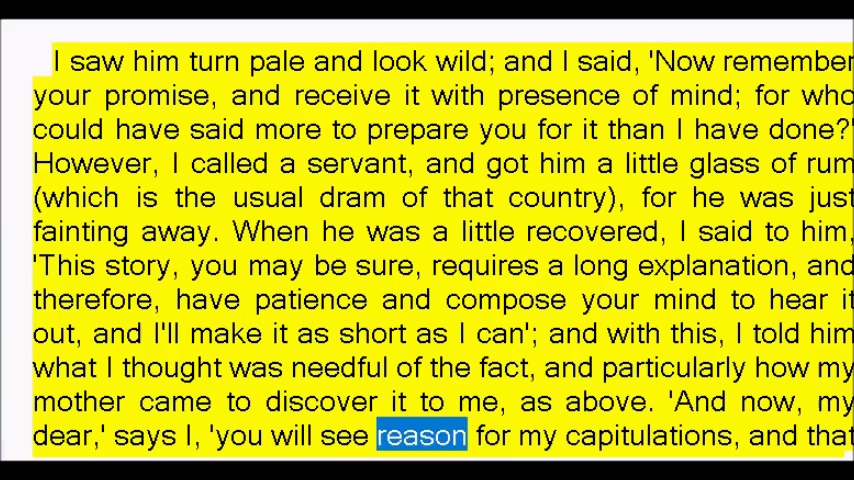 I saw him turn pale and look wild; and I said, 'Now remember
your promise, and receive it with presence of mind; for who
could have said more to prepare you for it than I have done?'
However, I called a servant, and got him a little glass of rum
(which is the usual dram of that country), for he was just
fainting away. When he was a little recovered, I said to him,
'This story, you may be sure, requires a long explanation, and
therefore, have patience and compose your mind to hear it
out, and I'll make it as short as I can'; and with this, I told him
what I thought was needful of the fact, and particularly how my
mother came to discover it to me, as above. 'And now, my
dear,' says I, 'you will see reason for my capitulations, and that